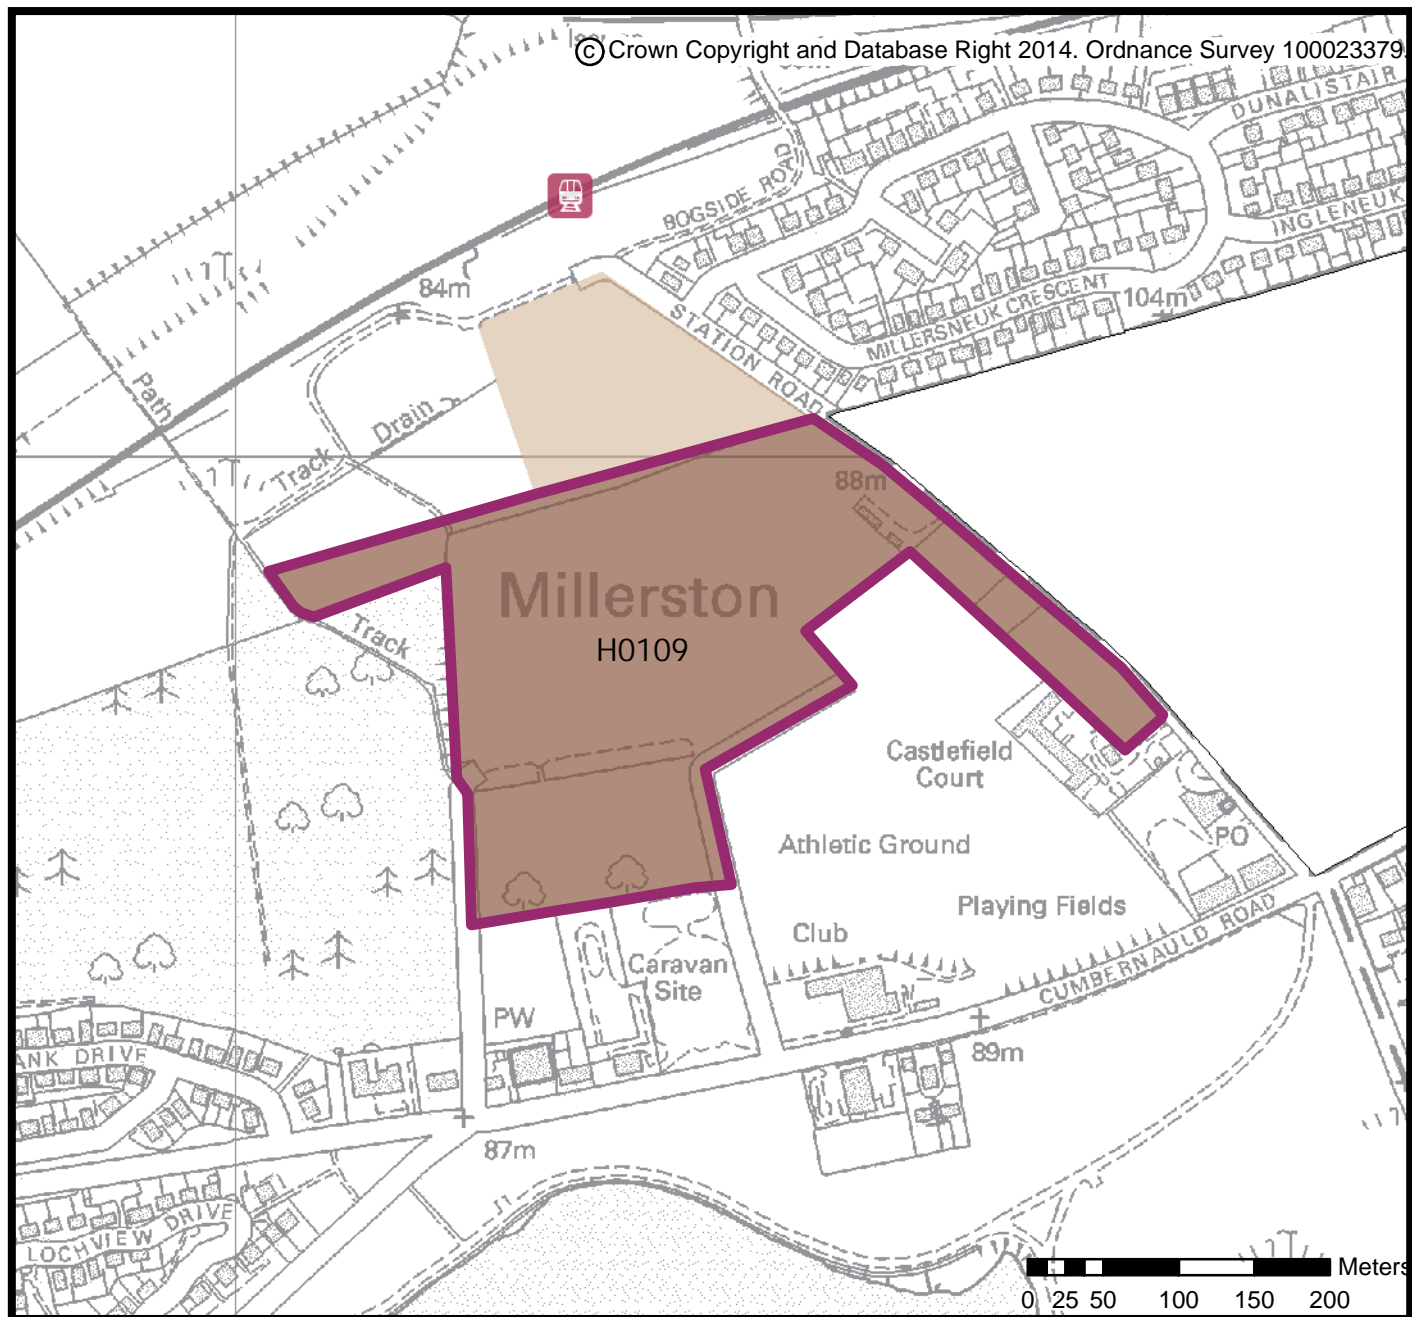 © Crown Copyright and Database Right 2014. Ordnance Survey 100023379.
DUNALISTAIR
BOGSIDE ROAD
INGLENEUK
84m
MILLERSNEUK CRESCENT
104m
STATION ROAD
Path
Drain
Track
88m
Millerston
H0109
Track
Castlefield
Court
Athletic Ground
PO
Playing Fields
Club
CUMBERNAULD ROAD
Caravan
Site
PW
89m
ANK DRIVE
87m
LOCHVIEW DRIVE
Meters
0 25 50 100 150 200